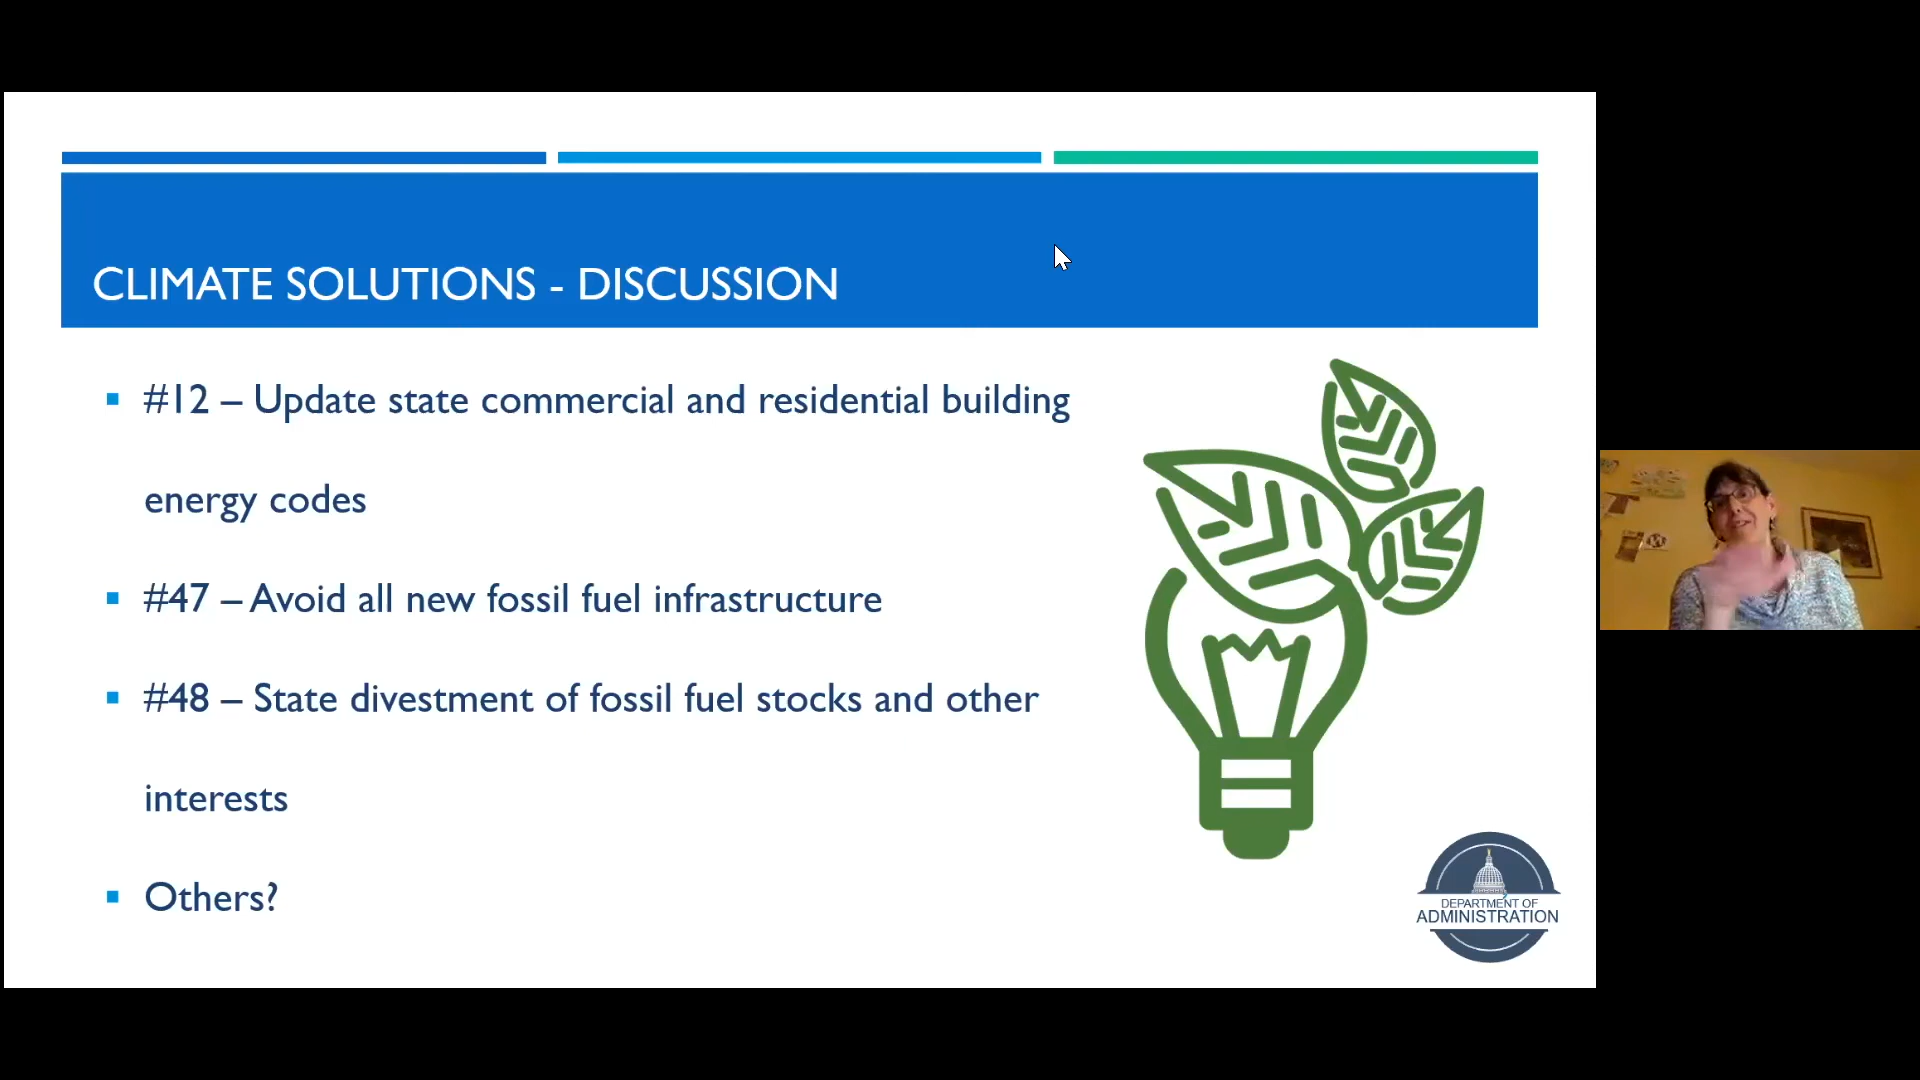 CLIMATE SOLUTIONS - DISCUSSION
#12 – Update state commercial and residential building
energy codes
#47 – Avoid all new fossil fuel infrastructure
#48 – State divestment of fossil fuel stocks and other
interests
Others?
DEPARTMENT OF
ADMINISTRATION